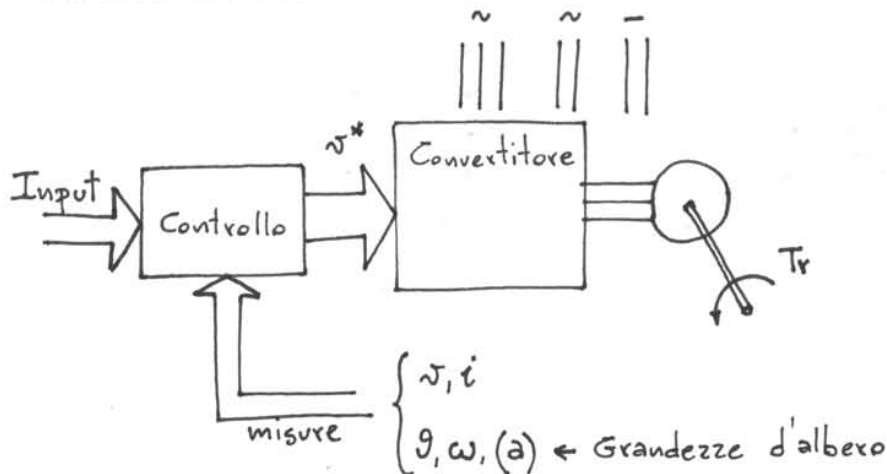 ~ ~ –
v*
Convertitore
Input
Controllo
Tr
v, i
misure
ϑ, ω, (a) ← Grandezze d'albero